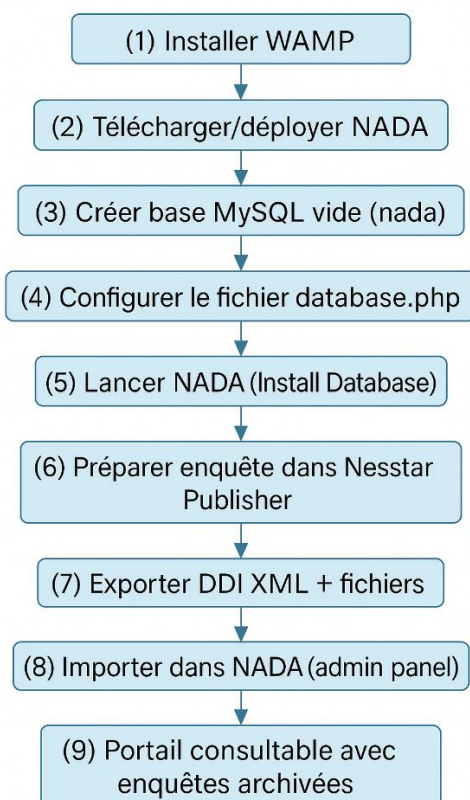 (1) Installer WAMP
(2) Télécharger/déployer NADA
(3) Créer base MySQL vide (nada)
(4) Configurer le fichier database.php
(5) Lancer NADA (Install Database)
(6) Préparer enquête dans Nesstar
Publisher
(7) Exporter DDI XML + fichiers
(8) Importer dans NADA (admin panel)
(9) Portail consultable avec
enquêtes archivées